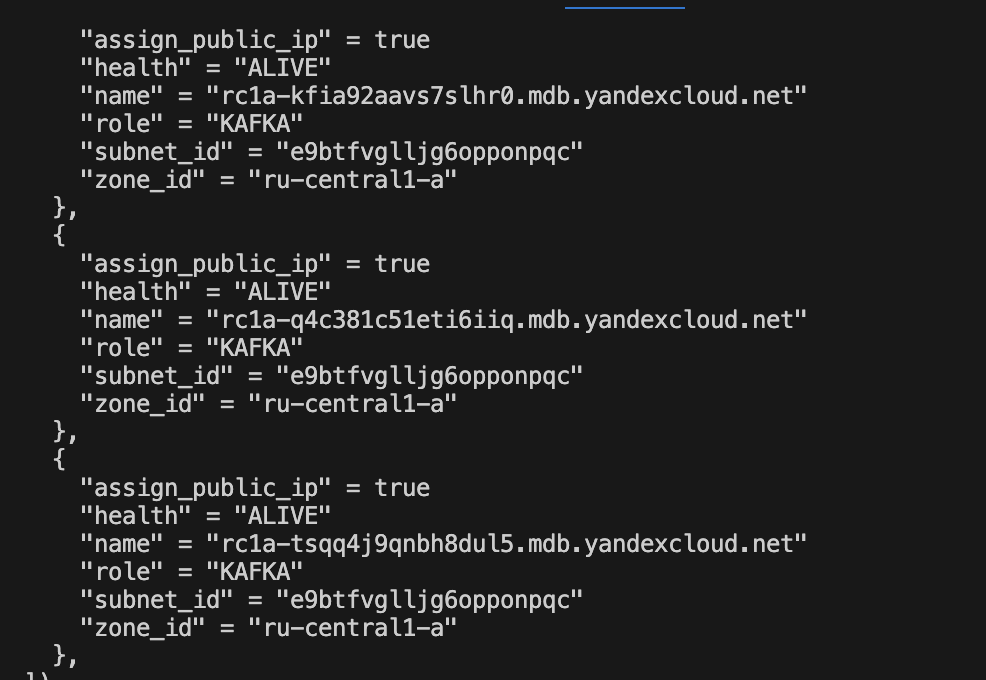 "assign_public_ip" = true
"health" = "ALIVE"
"name" = "rc1a-kfia92aavs7slhr0.mdb.yandexcloud.net"
"role" = "KAFKA"
"subnet_id" = "e9btfvglljg6opponpqc"
"zone_id" = "ru-central1-a"
},
{
"assign_public_ip" = true
"health" = "ALIVE"
"name" = "rc1a-q4c381c51eti6iiq.mdb.yandexcloud.net"
"role" = "KAFKA"
"subnet_id" = "e9btfvglljg6opponpqc"
"zone_id" = "ru-central1-a"
},
{
"assign_public_ip" = true
"health" = "ALIVE"
"name" = "rc1a-tsqq4j9qnbh8dul5.mdb.yandexcloud.net"
"role" = "KAFKA"
"subnet_id" = "e9btfvglljg6opponpqc"
"zone_id" = "ru-central1-a"
},
])